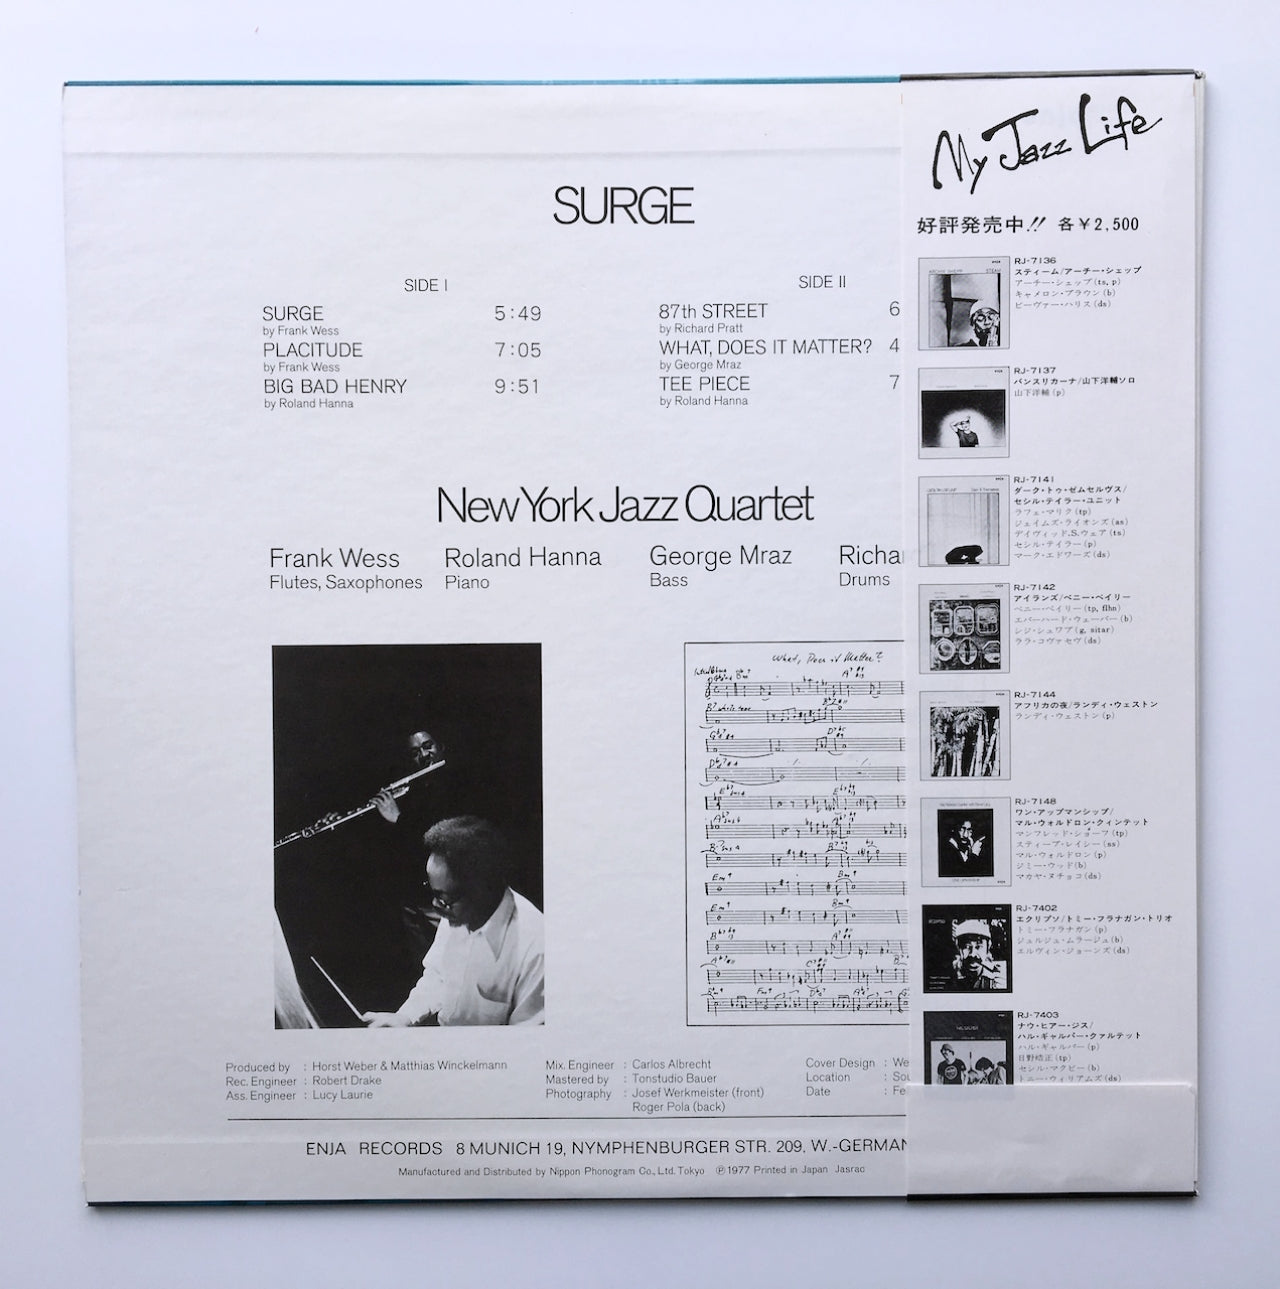 SURGE
SIDE I
SURGE 5:49
by Frank Wess
PLACITUDE 7:05
by Frank Wess
BIG BAD HENRY 9:51
by Roland Hanna
SIDE II
87th STREET 6
by Richard Pratt
WHAT, DOES IT MATTER? 4
by George Mraz
TEE PIECE 7
by Roland Hanna
New York Jazz Quartet
Frank Wess
Flutes, Saxophones
Roland Hanna
Piano
George Mraz
Bass
Richa
Drums
What, Does it Matter?
Produced by : Horst Weber & Matthias Winckelmann
Rec. Engineer : Robert Drake
Ass. Engineer : Lucy Laurie
Mix. Engineer : Carlos Albrecht
Mastered by : Tonstudio Bauer
Photography : Josef Werkmeister (front)
Roger Pola (back)
Cover Design : We
Location : Sou
Date : Fe
ENJA RECORDS 8 MUNICH 19, NYMPHENBURGER STR. 209, W.-GERMAN
Manufactured and Distributed by Nippon Phonogram Co., Ltd. Tokyo ℗1977 Printed in Japan Jasrac
My Jazz Life
好評発売中!! 各¥2,500
RJ-7136
スティーム/アーチー・シェップ
アーチー・シェップ(ts, p)
キャメロン・ブラウン(b)
ビーヴァー・ハリス(ds)
RJ-7137
バンスリカーナ/山下洋輔ソロ
山下洋輔(p)
RJ-7141
ダーク・トゥ・ゼムセルヴス/
セシル・テイラー・ユニット
ラフェ・マリク(tp)
ジェイムズ・ライオンズ(as)
デイヴィッド.S.ウェア(ts)
セシル・テイラー(p)
マーク・エドワーズ(ds)
RJ-7142
アイランズ/ベニー・ベイリー
ベニー・ベイリー(tp, flhn)
エバーハード・ウェーバー(b)
シジ・シュワブ(g, sitar)
ララ・コヴァセヴ(ds)
RJ-7144
アフリカの夜/ランディ・ウェストン
ランディ・ウェストン(p)
RJ-7148
ワン・アップマンシップ/
マル・ウォルドロン・クィンテット
マンフレッド・ショーフ(tp)
スティーブ・レイシー(ss)
マル・ウォルドロン(p)
ジミー・ウッド(b)
マカヤ・ヌチョコ(ds)
RJ-7402
エクリプソ/トミー・フラナガン・トリオ
トミー・フラナガン(p)
ジョルジュ・ムラージュ(b)
エルヴィン・ジョーンズ(ds)
RJ-7403
ナウ・ヒアー・ジス/
ハル・ギャルパー・クァルテット
ハル・ギャルパー(p)
日野皓正(tp)
セシル・マクビー(b)
トニー・ウィリアムズ(ds)